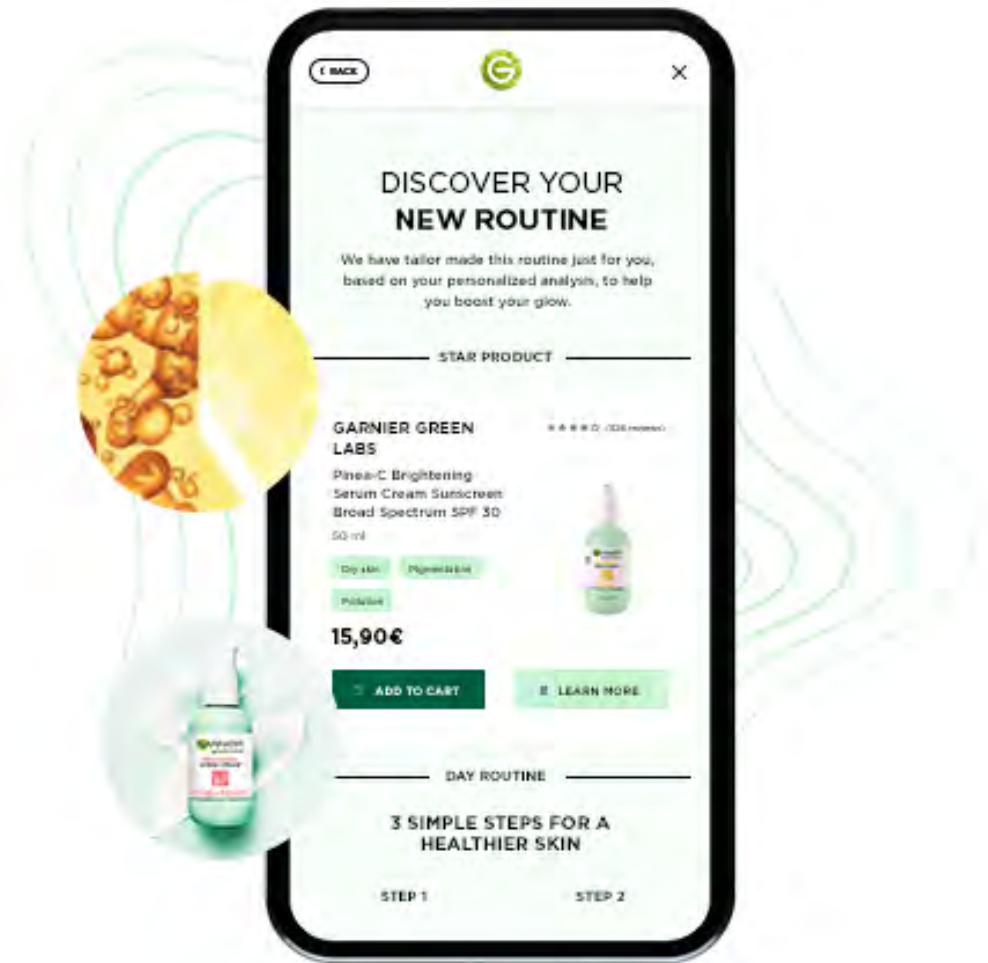 BACK
G
DISCOVER YOUR
NEW ROUTINE
We have tailor made this routine just for you,
based on your personalized analysis, to help
you boost your glow.
STAR PRODUCT
GARNIER GREEN
LABS
Pinea-C Brightening
Serum Cream Sunscreen
Broad Spectrum SPF 30
50 ml
Dry skin
Pigmentation
Pollution
15,90€
ADD TO CART
LEARN MORE
DAY ROUTINE
3 SIMPLE STEPS FOR A
HEALTHIER SKIN
STEP 1
STEP 2
GARNIER